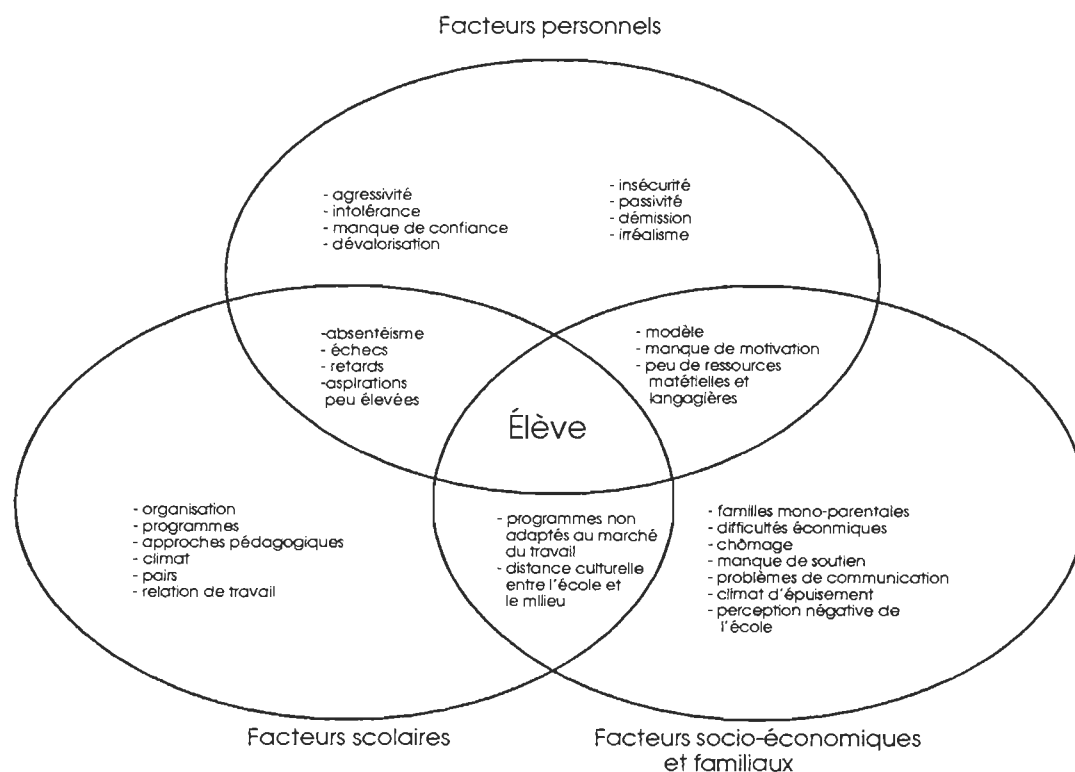 Facteurs personnels
- agressivité
- intolérance
- manque de confiance
- dévalorisation
- insécurité
- passivité
- démission
- irréalisme
-absentéisme
- échecs
- retards
-aspirations
peu élevées
- modèle
- manque de motivation
- peu de ressources
matétielles et
langagières
Élève
- organisation
- programmes
- approches pédagogiques
- climat
- pairs
- relation de travail
- programmes non
adaptés au marché
du travail
- distance culturelle
entre l'école et
le milieu
- familles mono-parentales
- difficultés éconmiques
- chômage
- manque de soutien
- problèmes de communication
- climat d'épuisement
- perception négative de
l'école
Facteurs scolaires
Facteurs socio-économiques
et familiaux